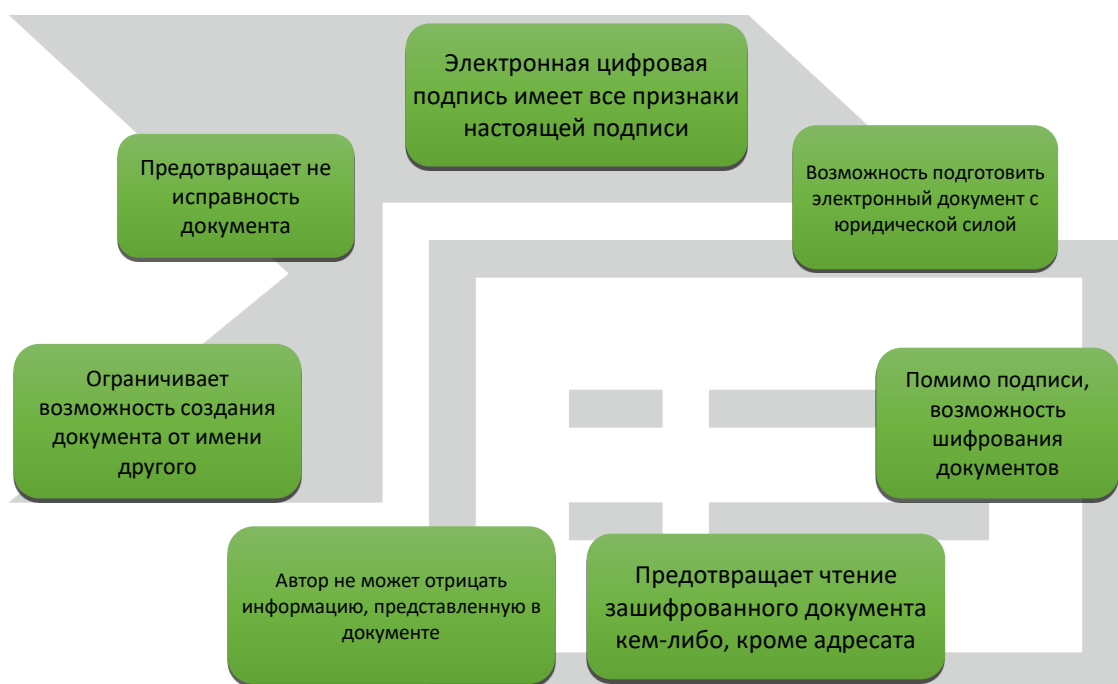 Электронная цифровая
подпись имеет все признаки
настоящей подписи
Предотвращает не
исправность
документа
Возможность подготовить
электронный документ с
юридической силой
Ограничивает
возможность создания
документа от имени
другого
Помимо подписи,
возможность
шифрования
документов
Автор не может отрицать
информацию, представленную в
документе
Предотвращает чтение
зашифрованного документа
кем-либо, кроме адресата